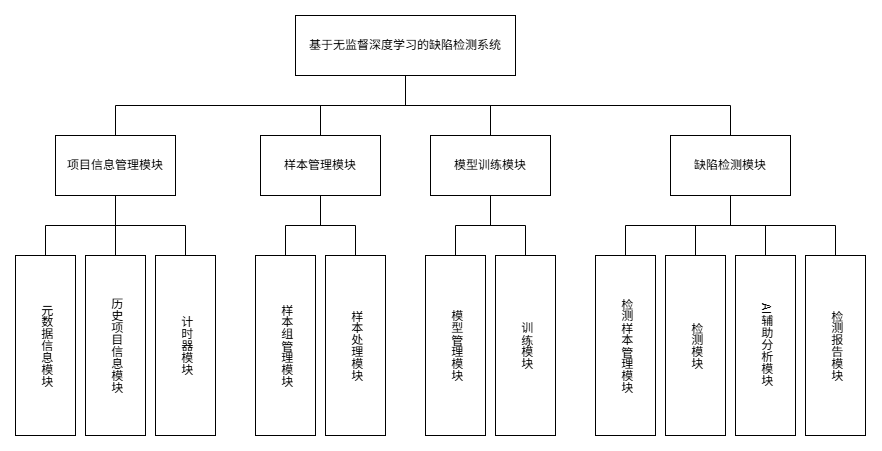 基于无监督深度学习的缺陷检测系统
项目信息管理模块
样本管理模块
模型训练模块
缺陷检测模块
元数据信息模块
历史项目信息模块
计时器模块
样本组管理模块
样本处理模块
模型管理模块
训练模块
检测样本管理模块
检测模块
AI辅助分析模块
检测报告模块